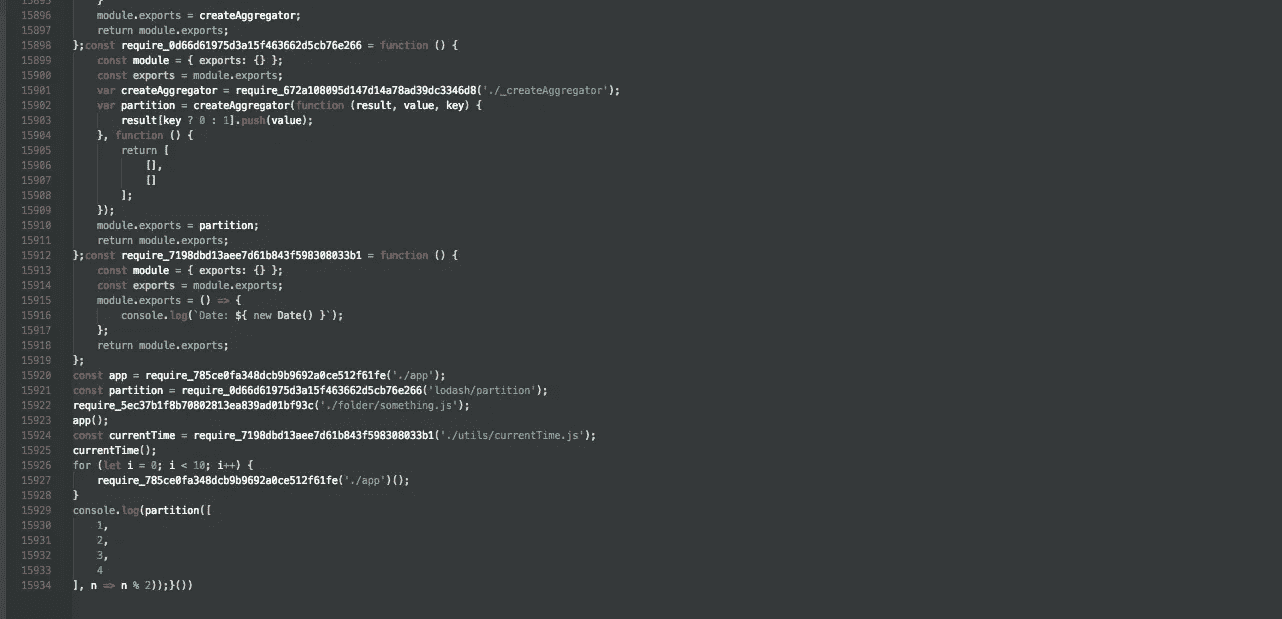 15895 }
15896 module.exports = createAggregator;
15897 return module.exports;
15898 };const require_0d66d61975d3a15f463662d5cb76e266 = function () {
15899 const module = { exports: {} };
15900 const exports = module.exports;
15901 var createAggregator = require_672a108095d147d14a78ad39dc3346d8('./_createAggregator');
15902 var partition = createAggregator(function (result, value, key) {
15903 result[key ? 0 : 1].push(value);
15904 }, function () {
15905 return [
15906 [],
15907 []
15908 ];
15909 });
15910 module.exports = partition;
15911 return module.exports;
15912 };const require_7198dbd13aee7d61b843f598308033b1 = function () {
15913 const module = { exports: {} };
15914 const exports = module.exports;
15915 module.exports = () => {
15916 console.log(`Date: ${ new Date() }`);
15917 };
15918 return module.exports;
15919 };
15920 const app = require_785ce0fa348dcb9b9692a0ce512f61fe('./app');
15921 const partition = require_0d66d61975d3a15f463662d5cb76e266('lodash/partition');
15922 require_5ec37b1f8b70802813ea839ad01bf93c('./folder/something.js');
15923 app();
15924 const currentTime = require_7198dbd13aee7d61b843f598308033b1('./utils/currentTime.js');
15925 currentTime();
15926 for (let i = 0; i < 10; i++) {
15927 require_785ce0fa348dcb9b9692a0ce512f61fe('./app')();
15928 }
15929 console.log(partition([
15930 1,
15931 2,
15932 3,
15933 4
15934 ], n => n % 2));}())